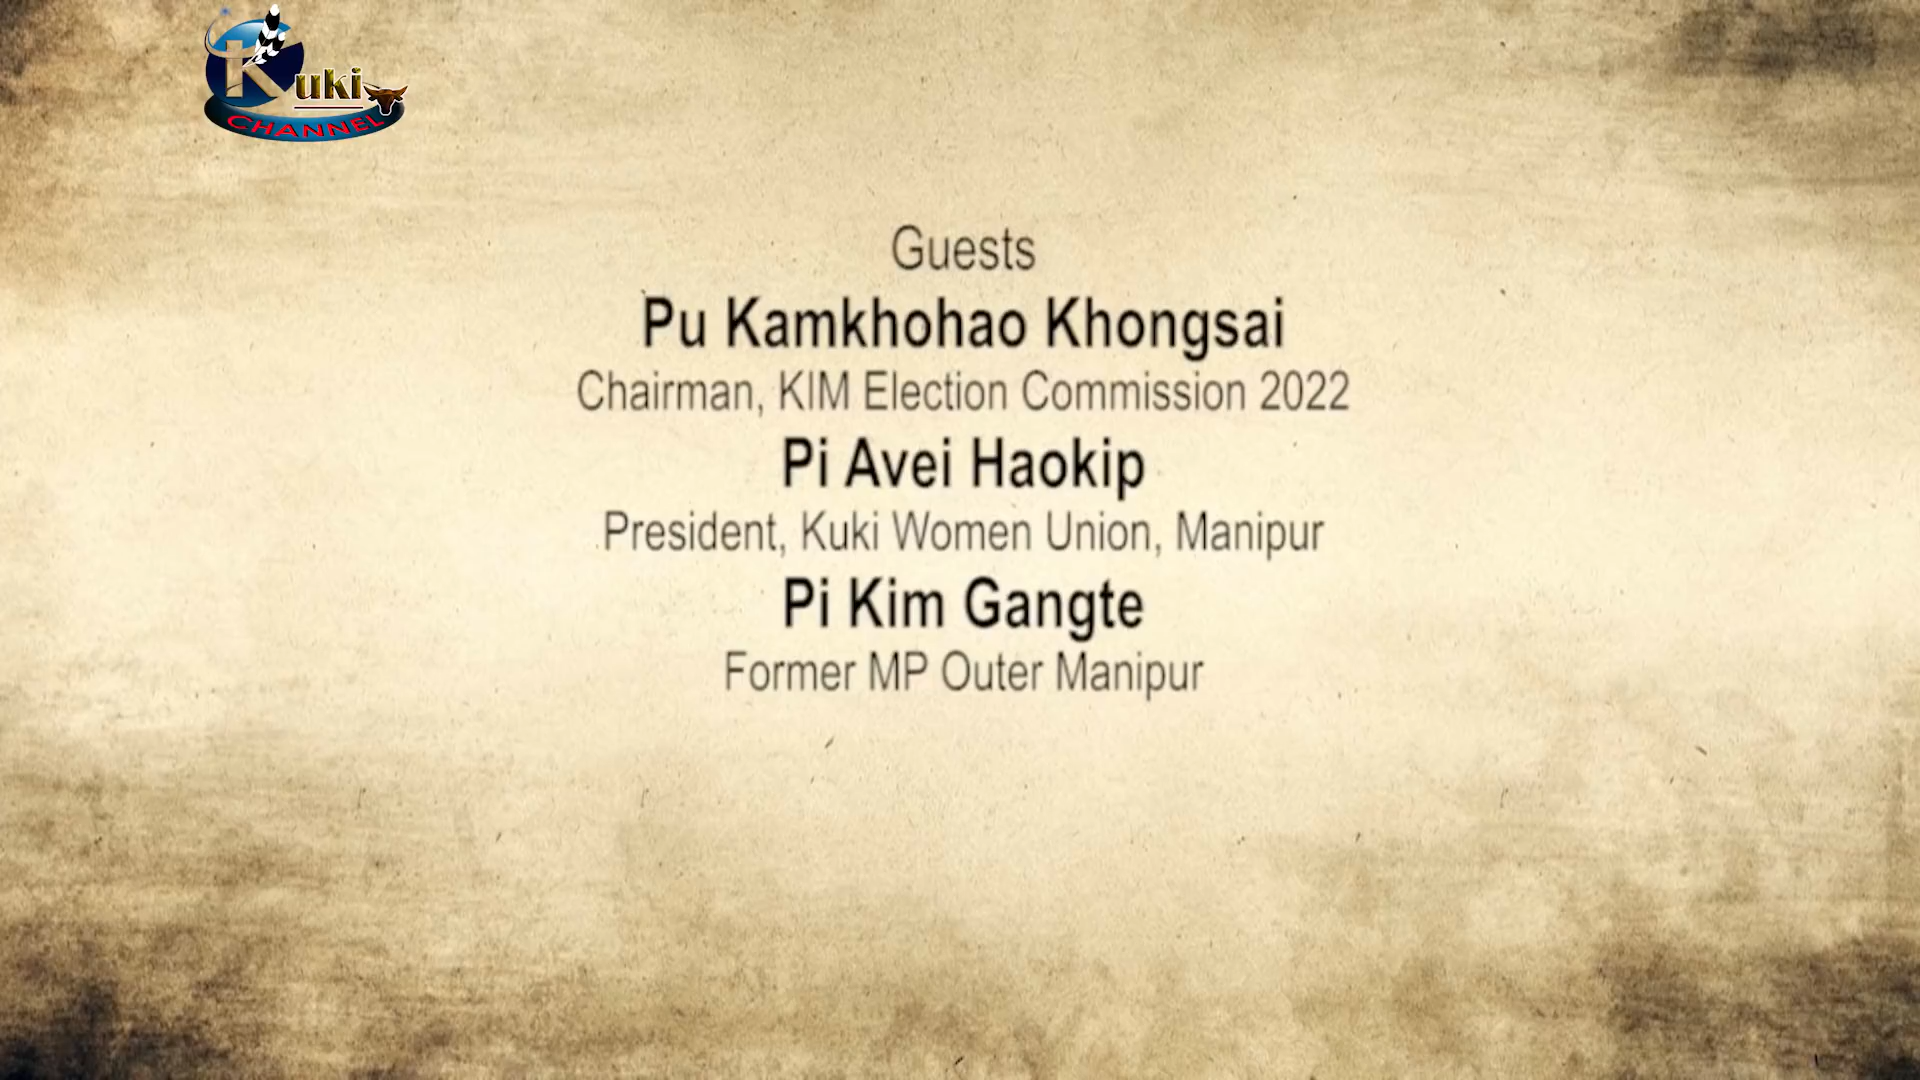 Kuki
CHANNEL
Guests
Pu Kamkhohao Khongsai
Chairman, KIM Election Commission 2022
Pi Avei Haokip
President, Kuki Women Union, Manipur
Pi Kim Gangte
Former MP Outer Manipur